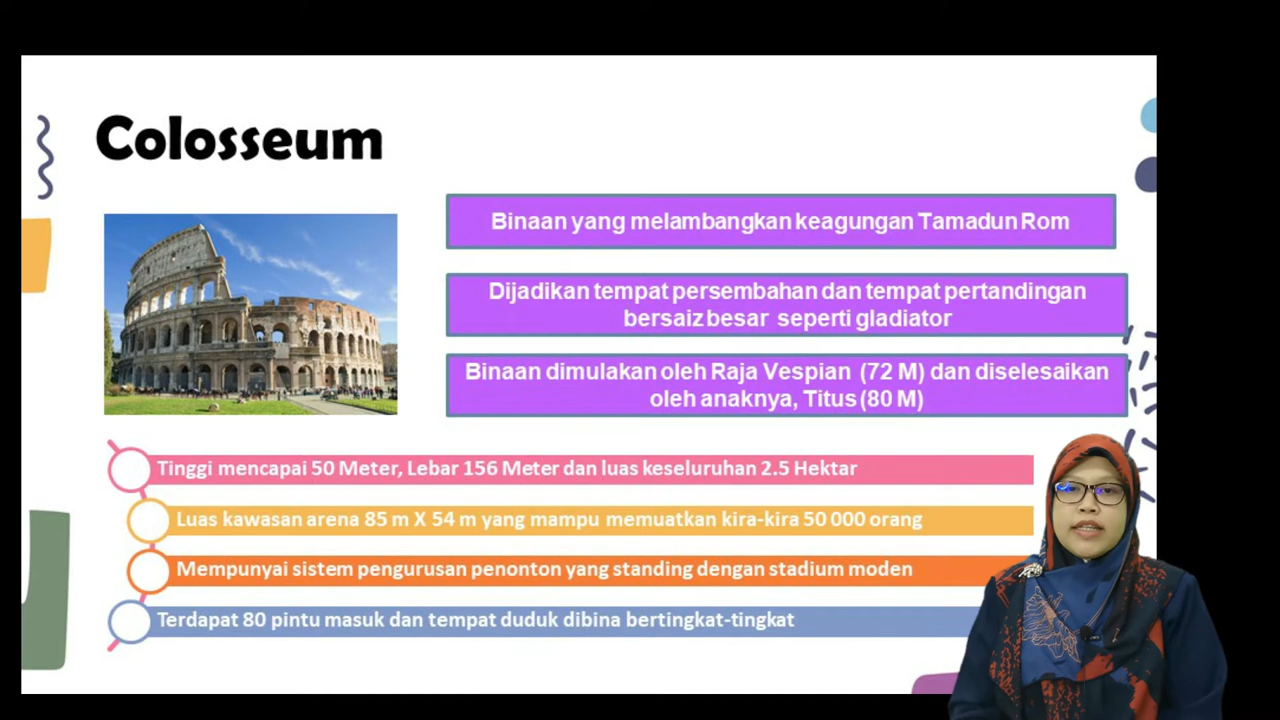 Colosseum
Binaan yang melambangkan keagungan Tamadun Rom
Dijadikan tempat persembahan dan tempat pertandingan
bersaiz besar seperti gladiator
Binaan dimulakan oleh Raja Vespian (72 M) dan diselesaikan
oleh anaknya, Titus (80 M)
Tinggi mencapai 50 Meter, Lebar 156 Meter dan luas keseluruhan 2.5 Hektar
Luas kawasan arena 85 m X 54 m yang mampu memuatkan kira-kira 50 000 orang
Mempunyai sistem pengurusan penonton yang standing dengan stadium moden
Terdapat 80 pintu masuk dan tempat duduk dibina bertingkat-tingkat